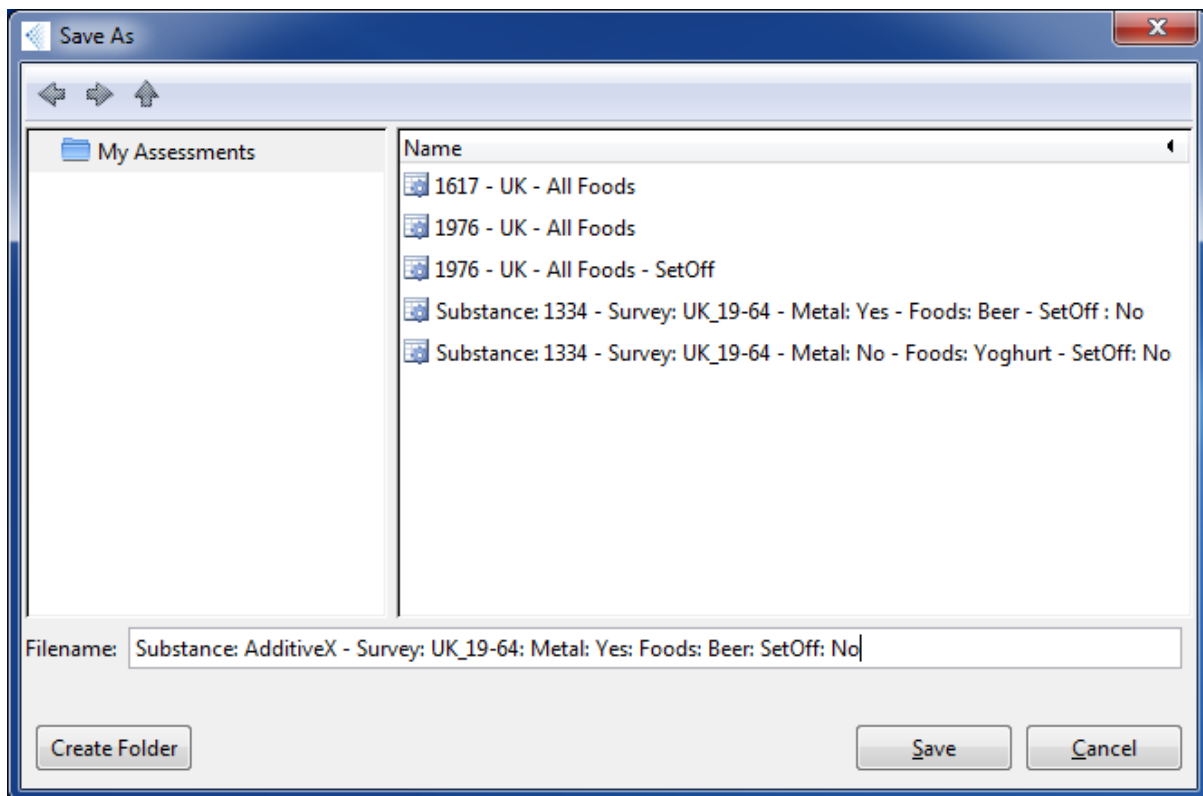 Save As
x
My Assessments
Name
1617 - UK - All Foods
1976 - UK - All Foods
1976 - UK - All Foods - SetOff
Substance: 1334 - Survey: UK_19-64 - Metal: Yes - Foods: Beer - SetOff : No
Substance: 1334 - Survey: UK_19-64 - Metal: No - Foods: Yoghurt - SetOff: No
Filename: Substance: AdditiveX - Survey: UK_19-64: Metal: Yes: Foods: Beer: SetOff: No
Create Folder Save Cancel